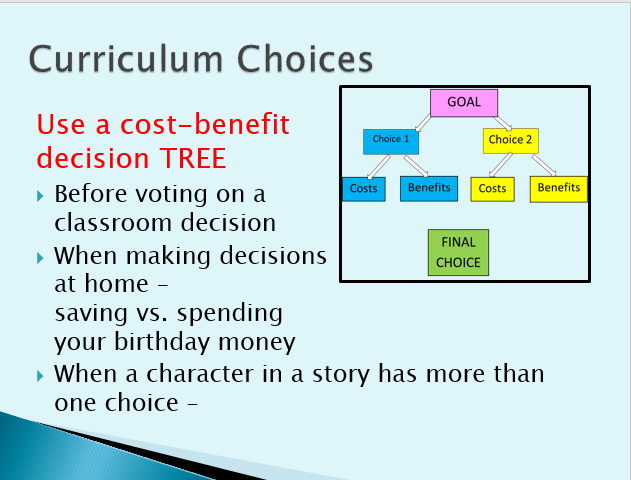 Curriculum Choices
Use a cost-benefit
decision TREE
Before voting on a
classroom decision
When making decisions
at home –
saving vs. spending
your birthday money
When a character in a story has more than
one choice –
GOAL
Choice 1
Choice 2
Costs
Benefits
Costs
Benefits
FINAL
CHOICE